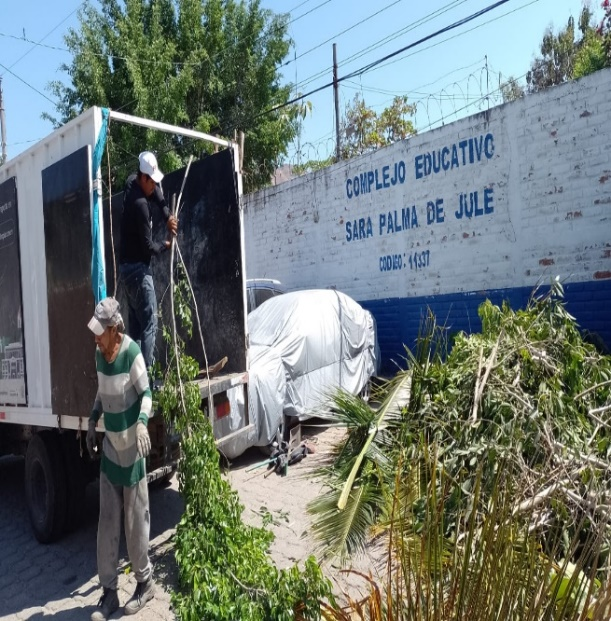 COMPLEJO EDUCATIVO
SARA PALMA DE JULE
CODIGO: 11337